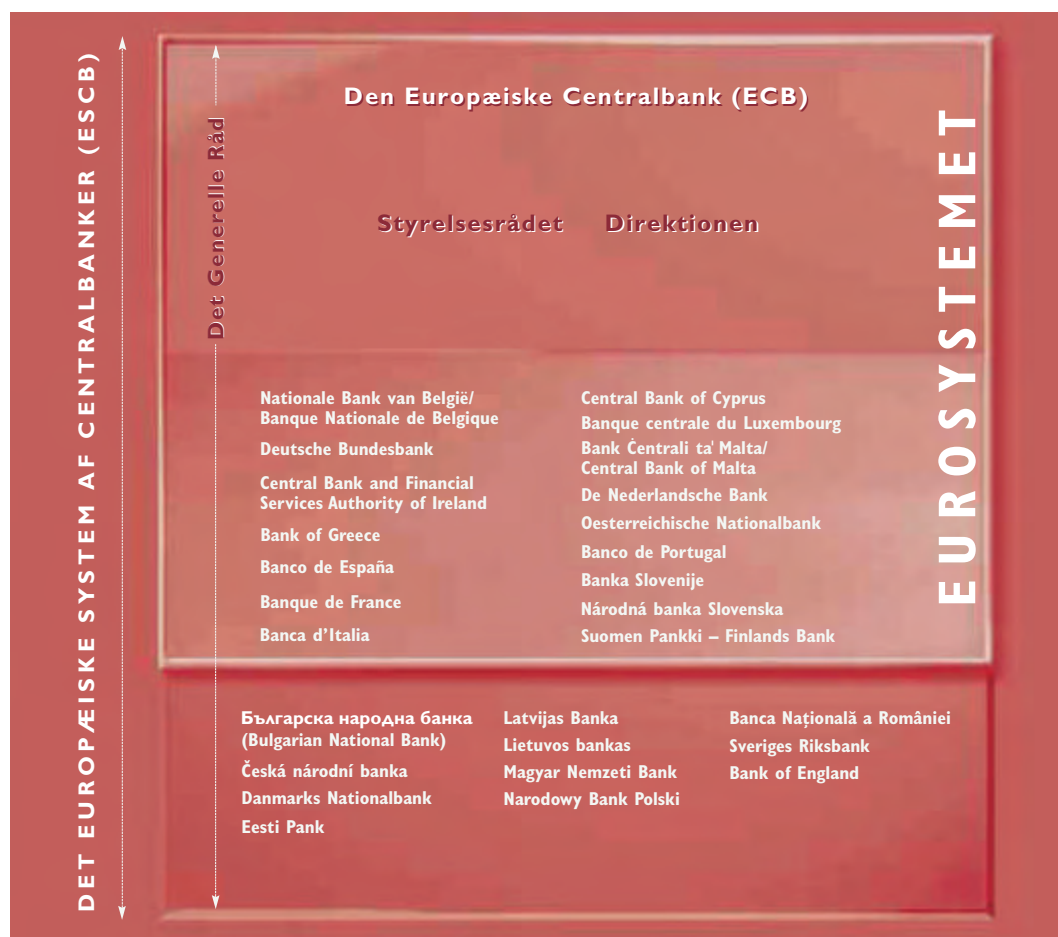 DET EUROPÆISKE SYSTEM AF CENTRALBANKER (ESCB)
Det Generelle Råd
Den Europæiske Centralbank (ECB)
Styrelsesrådet Direktionen
EUROSYSTEMET
Nationale Bank van België/
Banque Nationale de Belgique
Deutsche Bundesbank
Central Bank and Financial
Services Authority of Ireland
Bank of Greece
Banco de España
Banque de France
Banca d’Italia
Central Bank of Cyprus
Banque centrale du Luxembourg
Bank Ċentrali ta' Malta/
Central Bank of Malta
De Nederlandsche Bank
Oesterreichische Nationalbank
Banco de Portugal
Banka Slovenije
Národná banka Slovenska
Suomen Pankki – Finlands Bank
Българска народна банка
(Bulgarian National Bank)
Česká národní banka
Danmarks Nationalbank
Eesti Pank
Latvijas Banka
Lietuvos bankas
Magyar Nemzeti Bank
Narodowy Bank Polski
Banca Națională a României
Sveriges Riksbank
Bank of England